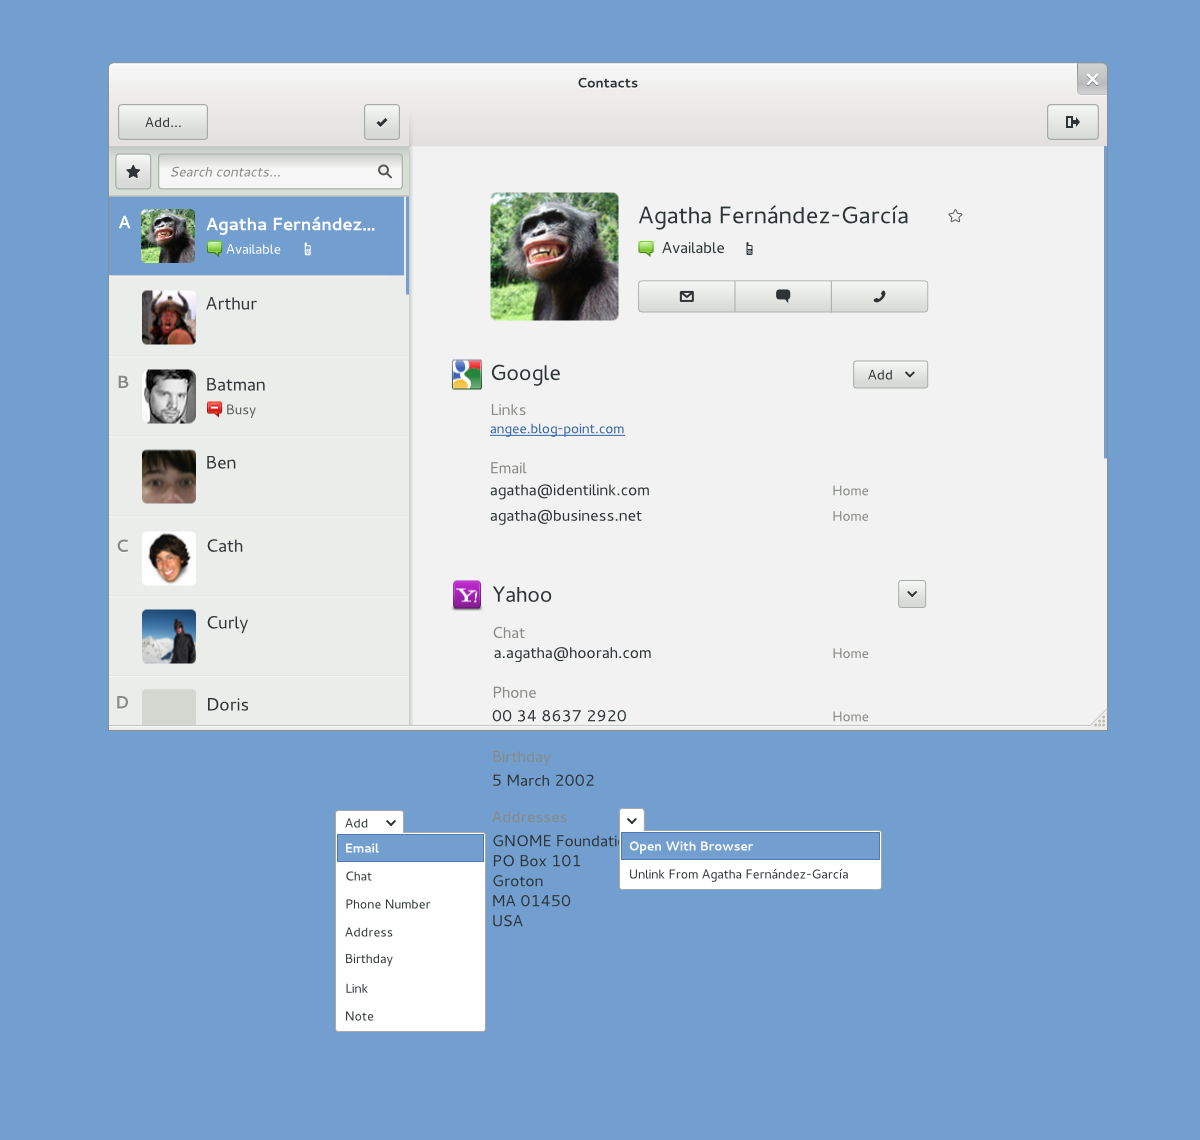 Contacts
Add...
Search contacts...
A
Agatha Fernández...
Available
Arthur
B
Batman
Busy
Ben
C
Cath
Curly
D
Doris
Agatha Fernández-García
Available
Google
Add
Links
angee.blog-point.com
Email
agatha@identilink.com Home
agatha@business.net Home
Y!
Yahoo
Chat
a.agatha@hoorah.com Home
Phone
00 34 8637 2920 Home
Birthday
5 March 2002
Addresses
GNOME Foundati
PO Box 101
Groton
MA 01450
USA
Add
Email
Chat
Phone Number
Address
Birthday
Link
Note
Open With Browser
Unlink From Agatha Fernández-García